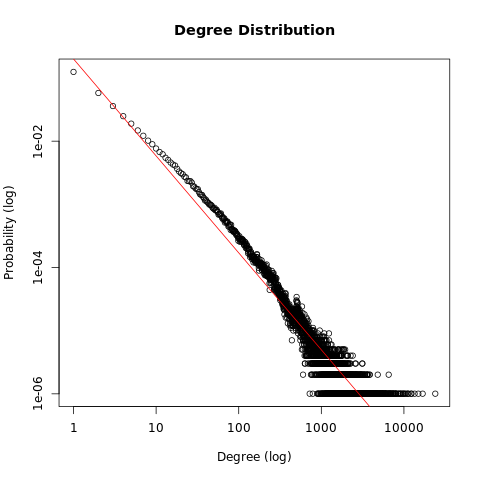 Degree Distribution
Probability (log)
1e-02
1e-04
1e-06
1 10 100 1000 10000
Degree (log)